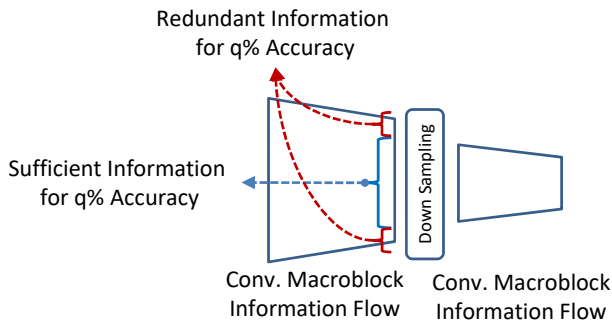 Redundant Information
for q% Accuracy
Sufficient Information
for q% Accuracy
Down Sampling
Conv. Macroblock
Information Flow
Conv. Macroblock
Information Flow